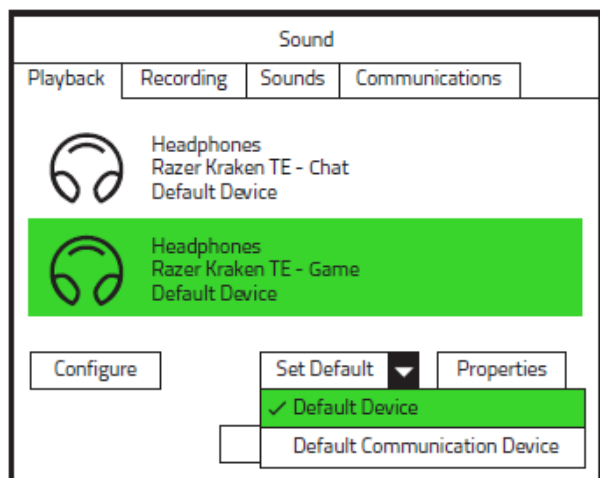 Sound
Playback Recording Sounds Communications
Headphones
Razer Kraken TE - Chat
Default Device
Headphones
Razer Kraken TE - Game
Default Device
Configure Set Default Properties
✓ Default Device
Default Communication Device